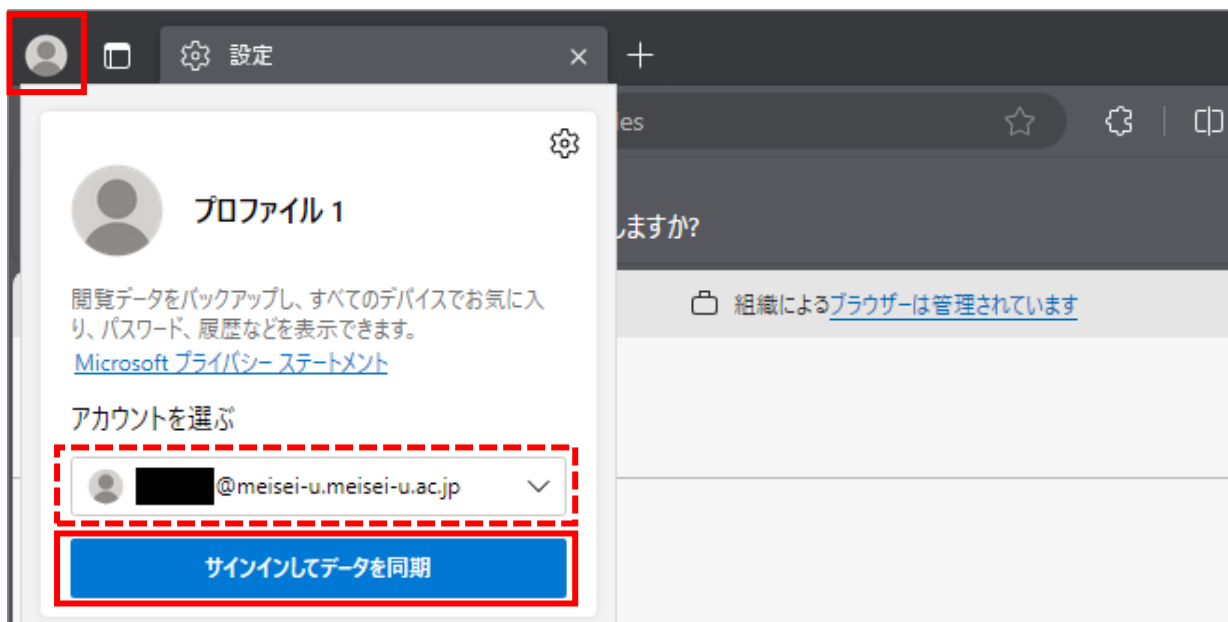 設定
les
プロファイル 1
しますか?
閲覧データをバックアップし、すべてのデバイスでお気に入
り、パスワード、履歴などを表示できます。
組織によるブラウザーは管理されています
Microsoft プライバシー ステートメント
アカウントを選ぶ
@meisei-u.meisei-u.ac.jp
サインインしてデータを同期